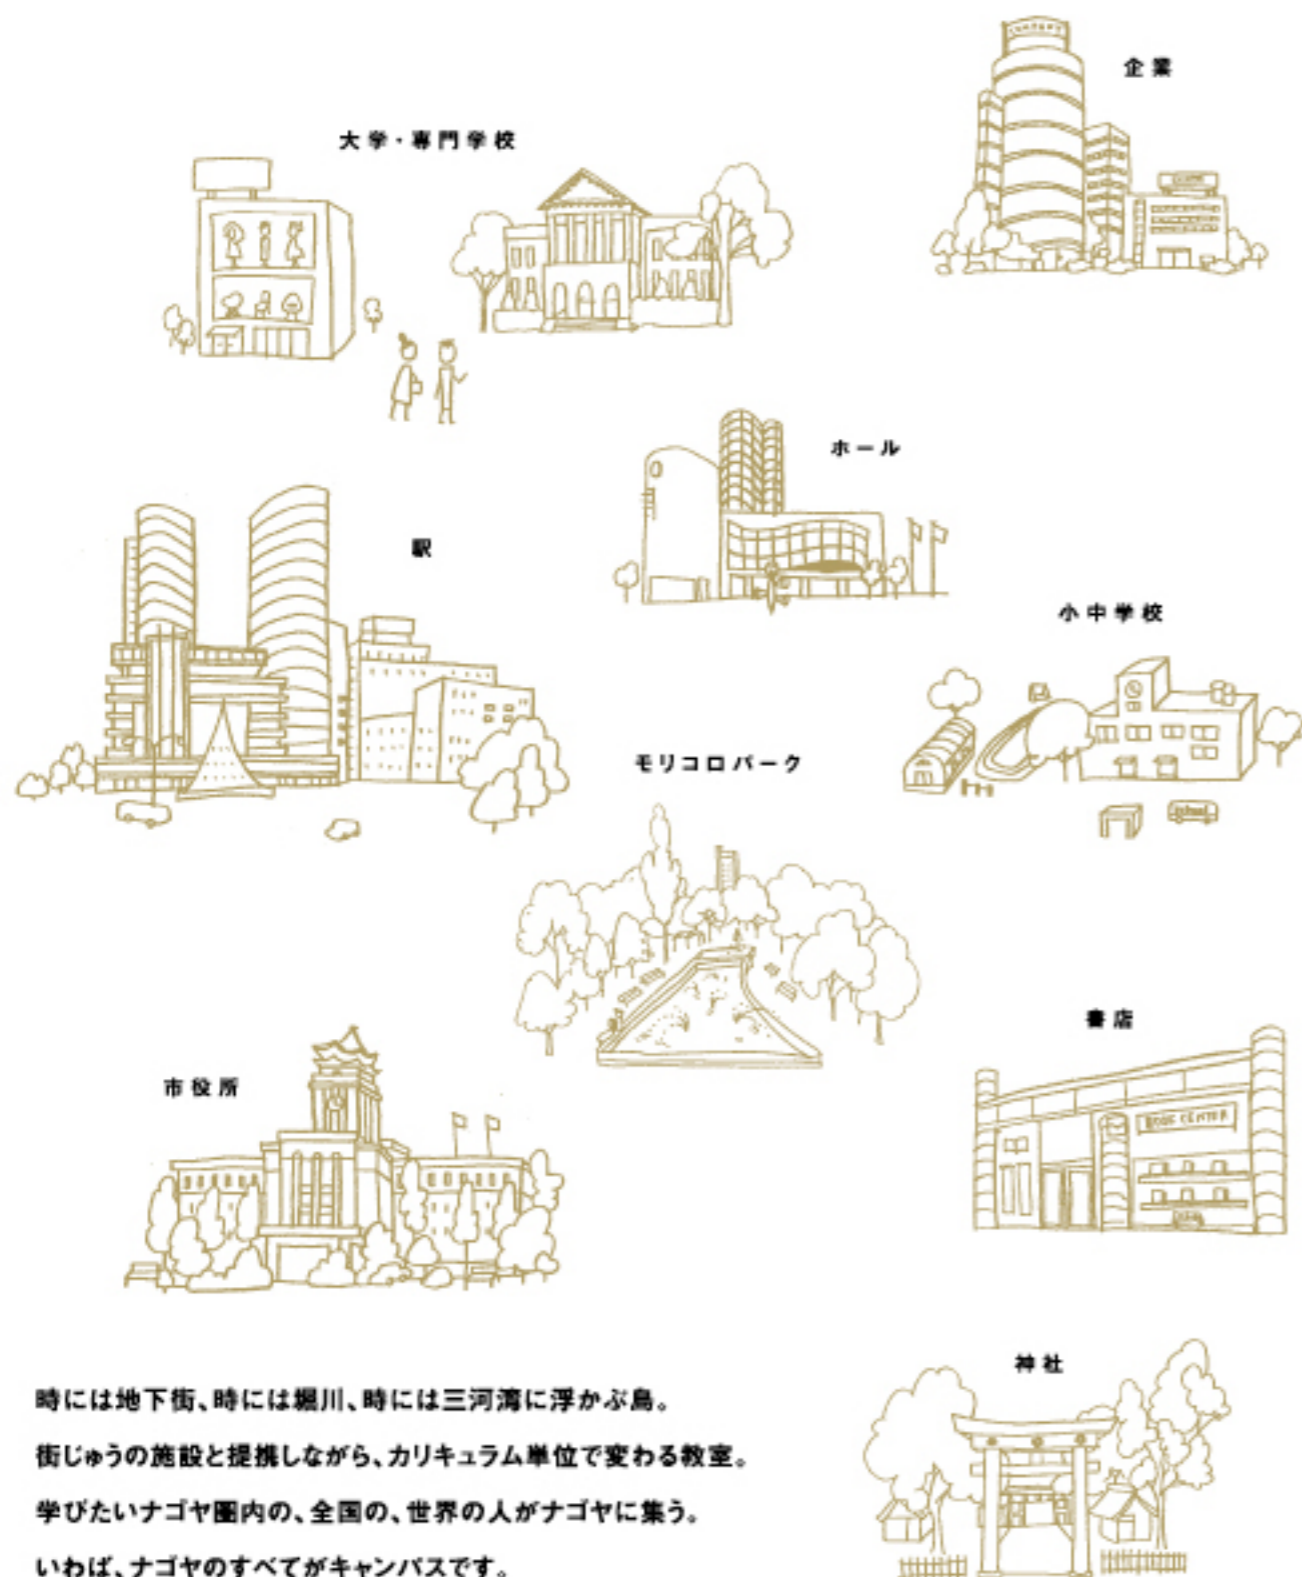 企業
大学・専門学校
ホール
駅
小中学校
モリコロパーク
書店
BOOK CENTER
市役所
神社
時には地下街、時には堀川、時には三河湾に浮かぶ島。
街じゅうの施設と提携しながら、カリキュラム単位で変わる教室。
学びたいナゴヤ圏内の、全国の、世界の人がナゴヤに集う。
いわば、ナゴヤのすべてがキャンパスです。